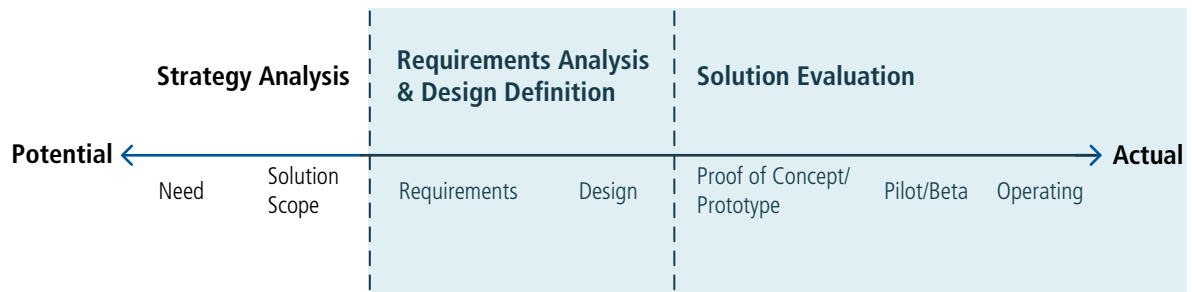 Strategy Analysis
Requirements Analysis
& Design Definition
Solution Evaluation
Potential
Actual
Need
Solution
Scope
Requirements
Design
Proof of Concept/
Prototype
Pilot/Beta
Operating